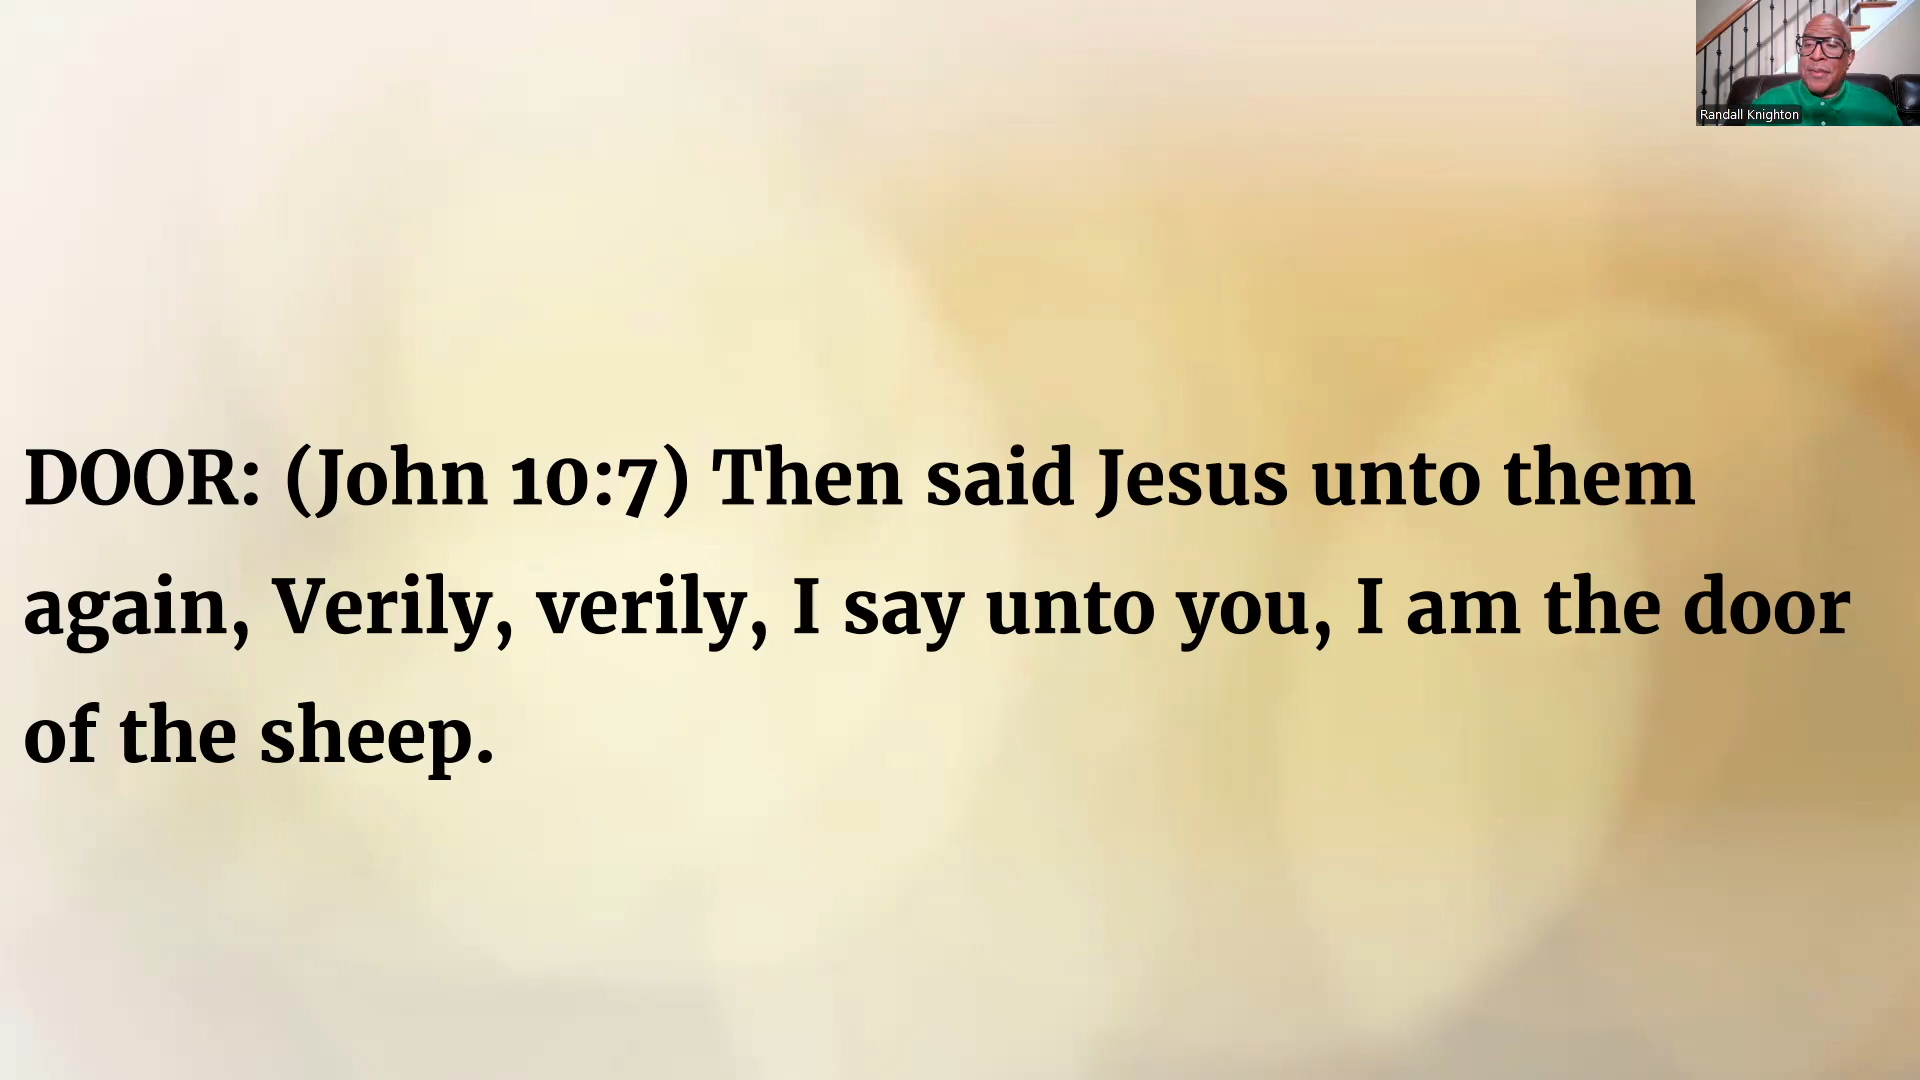 Randall Knighton
DOOR: (John 10:7) Then said Jesus unto them
again, Verily, verily, I say unto you, I am the door
of the sheep.